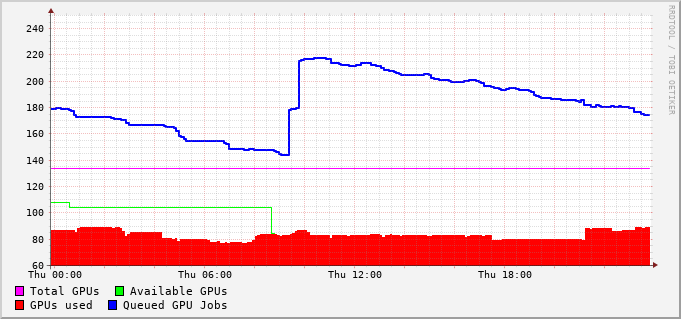 RRDTOOL / TOBI OETIKER
240
220
200
180
160
140
120
100
80
60
Thu 00:00 Thu 06:00 Thu 12:00 Thu 18:00
Total GPUs Available GPUs
GPUs used Queued GPU Jobs